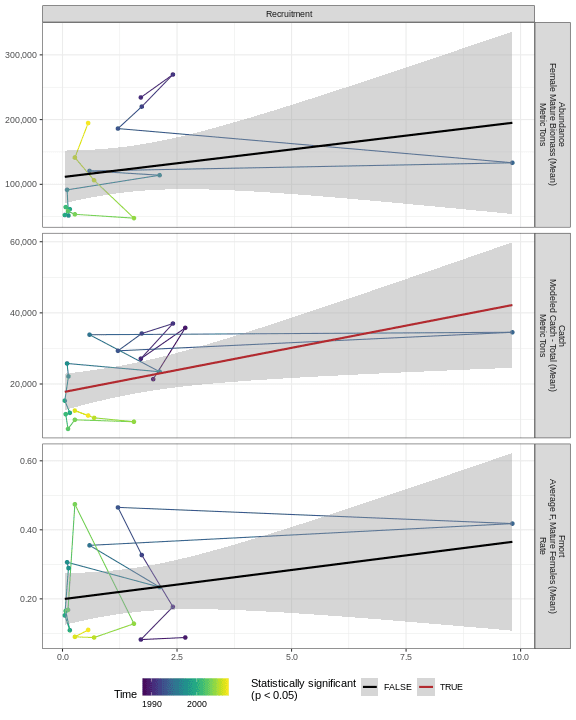 Recruitment
300,000
200,000
100,000
Abundance
Female Mature Biomass (Mean)
Metric Tons
60,000
40,000
20,000
Catch
Modeled Catch - Total (Mean)
Metric Tons
0.60
0.40
0.20
Fmort
Average F, Mature Females (Mean)
Rate
0.0 2.5 5.0 7.5 10.0
Time 1990 2000
Statistically significant
(p < 0.05)
FALSE TRUE